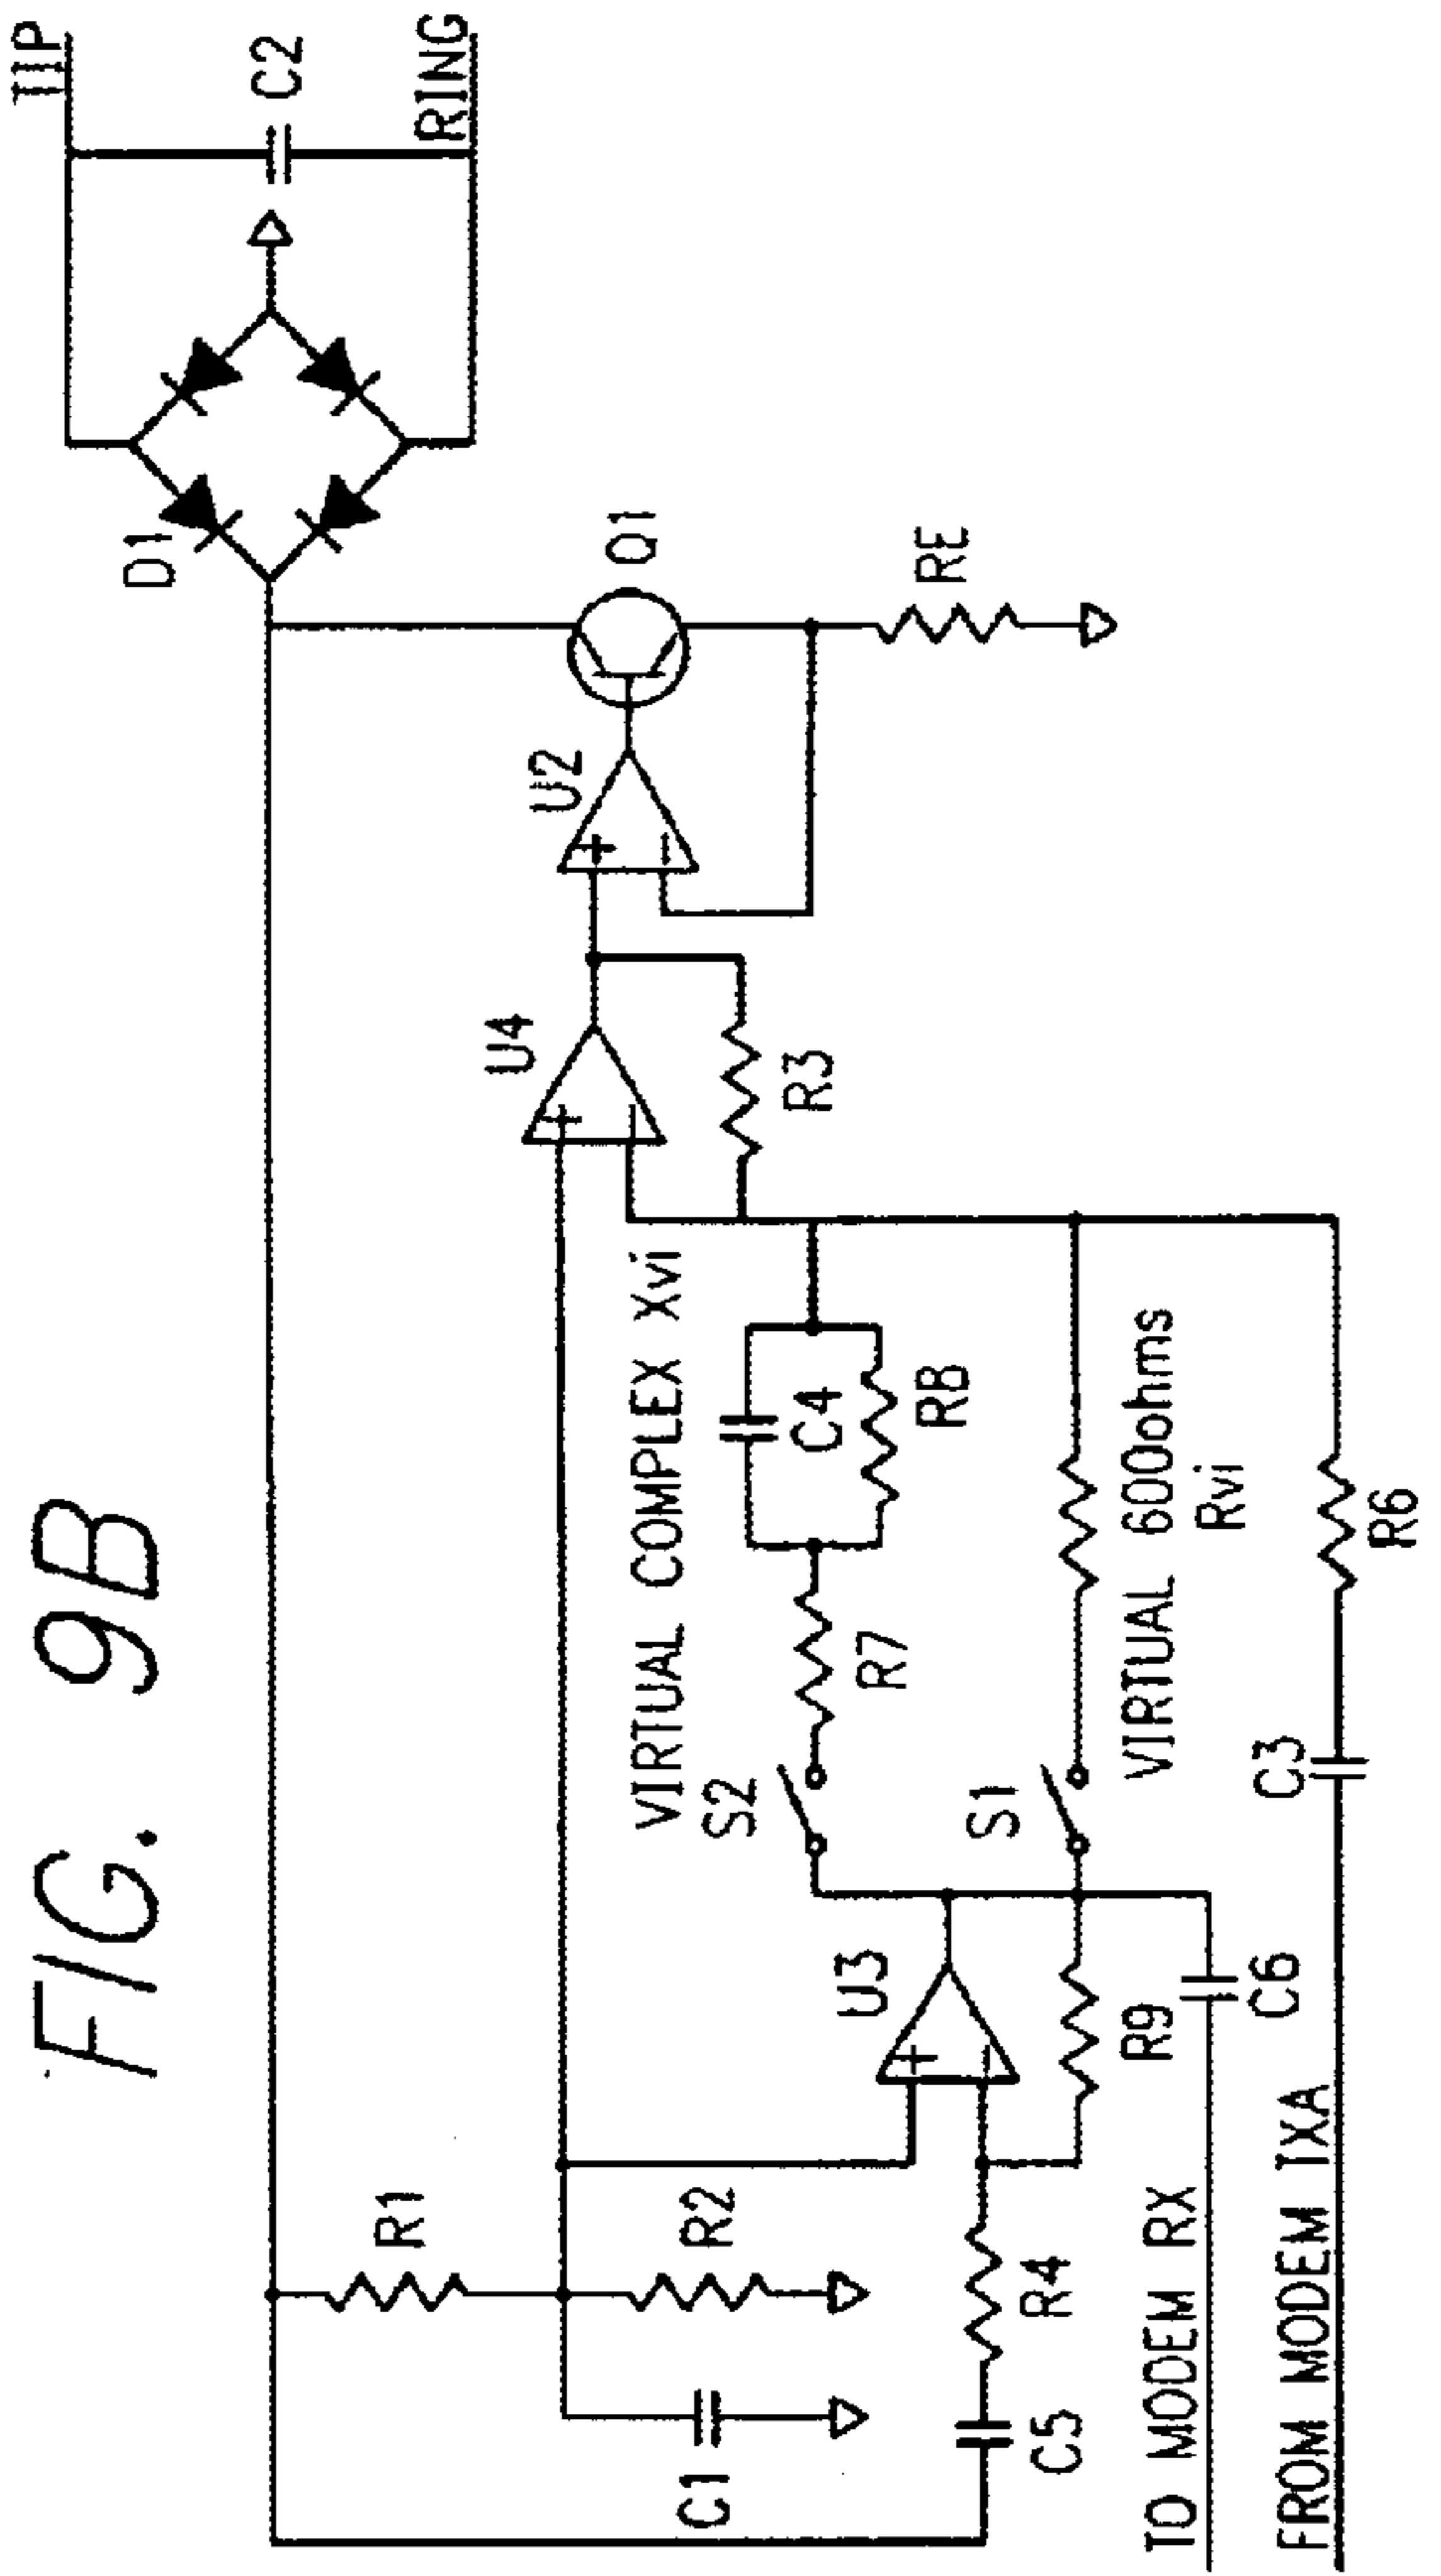 FIG. 9B
TIP
C2
RING
D1
Q1
RE
U2
+
-
U4
+
-
R3
VIRTUAL COMPLEX Xvi
S2
R7
C4
R8
S1
VIRTUAL 600ohms
Rvi
C3
R6
U3
+
-
R9
C6
R1
R2
C1
R4
C5
TO MODEM RX
FROM MODEM TXA